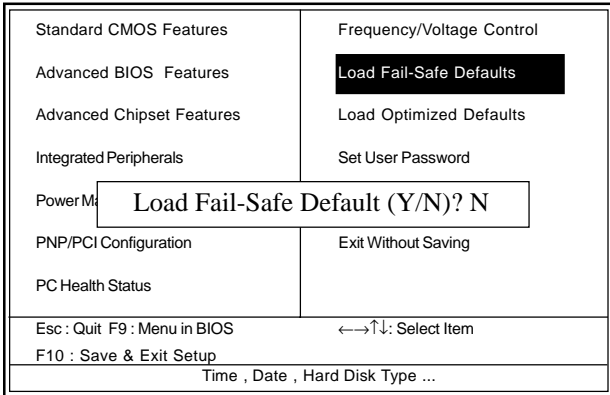 Standard CMOS Features
Frequency/Voltage Control
Advanced BIOS Features
Load Fail-Safe Defaults
Advanced Chipset Features
Load Optimized Defaults
Integrated Peripherals
Set User Password
Power Ma
Load Fail-Safe Default (Y/N)? N
PNP/PCI Configuration
Exit Without Saving
PC Health Status
Esc : Quit F9 : Menu in BIOS
←→↑↓: Select Item
F10 : Save & Exit Setup
Time , Date , Hard Disk Type ...